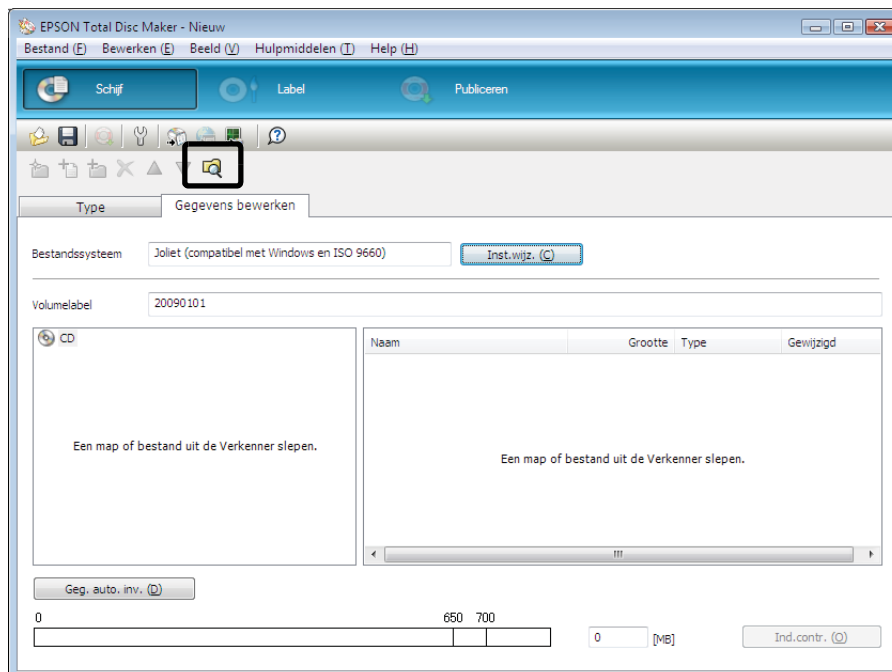 EPSON Total Disc Maker - Nieuw
Bestand (F) Bewerken (E) Beeld (V) Hulpmiddelen (T) Help (H)
Schijf Label Publiceren
Type Gegevens bewerken
Bestandssysteem Joliet (compatibel met Windows en ISO 9660) Inst.wijz. (C)
Volumelabel 20090101
CD
Naam Grootte Type Gewijzigd
Een map of bestand uit de Verkenner slepen.
Een map of bestand uit de Verkenner slepen.
Geg. auto. inv. (D)
0 650 700
0 [MB] Ind.contr. (O)